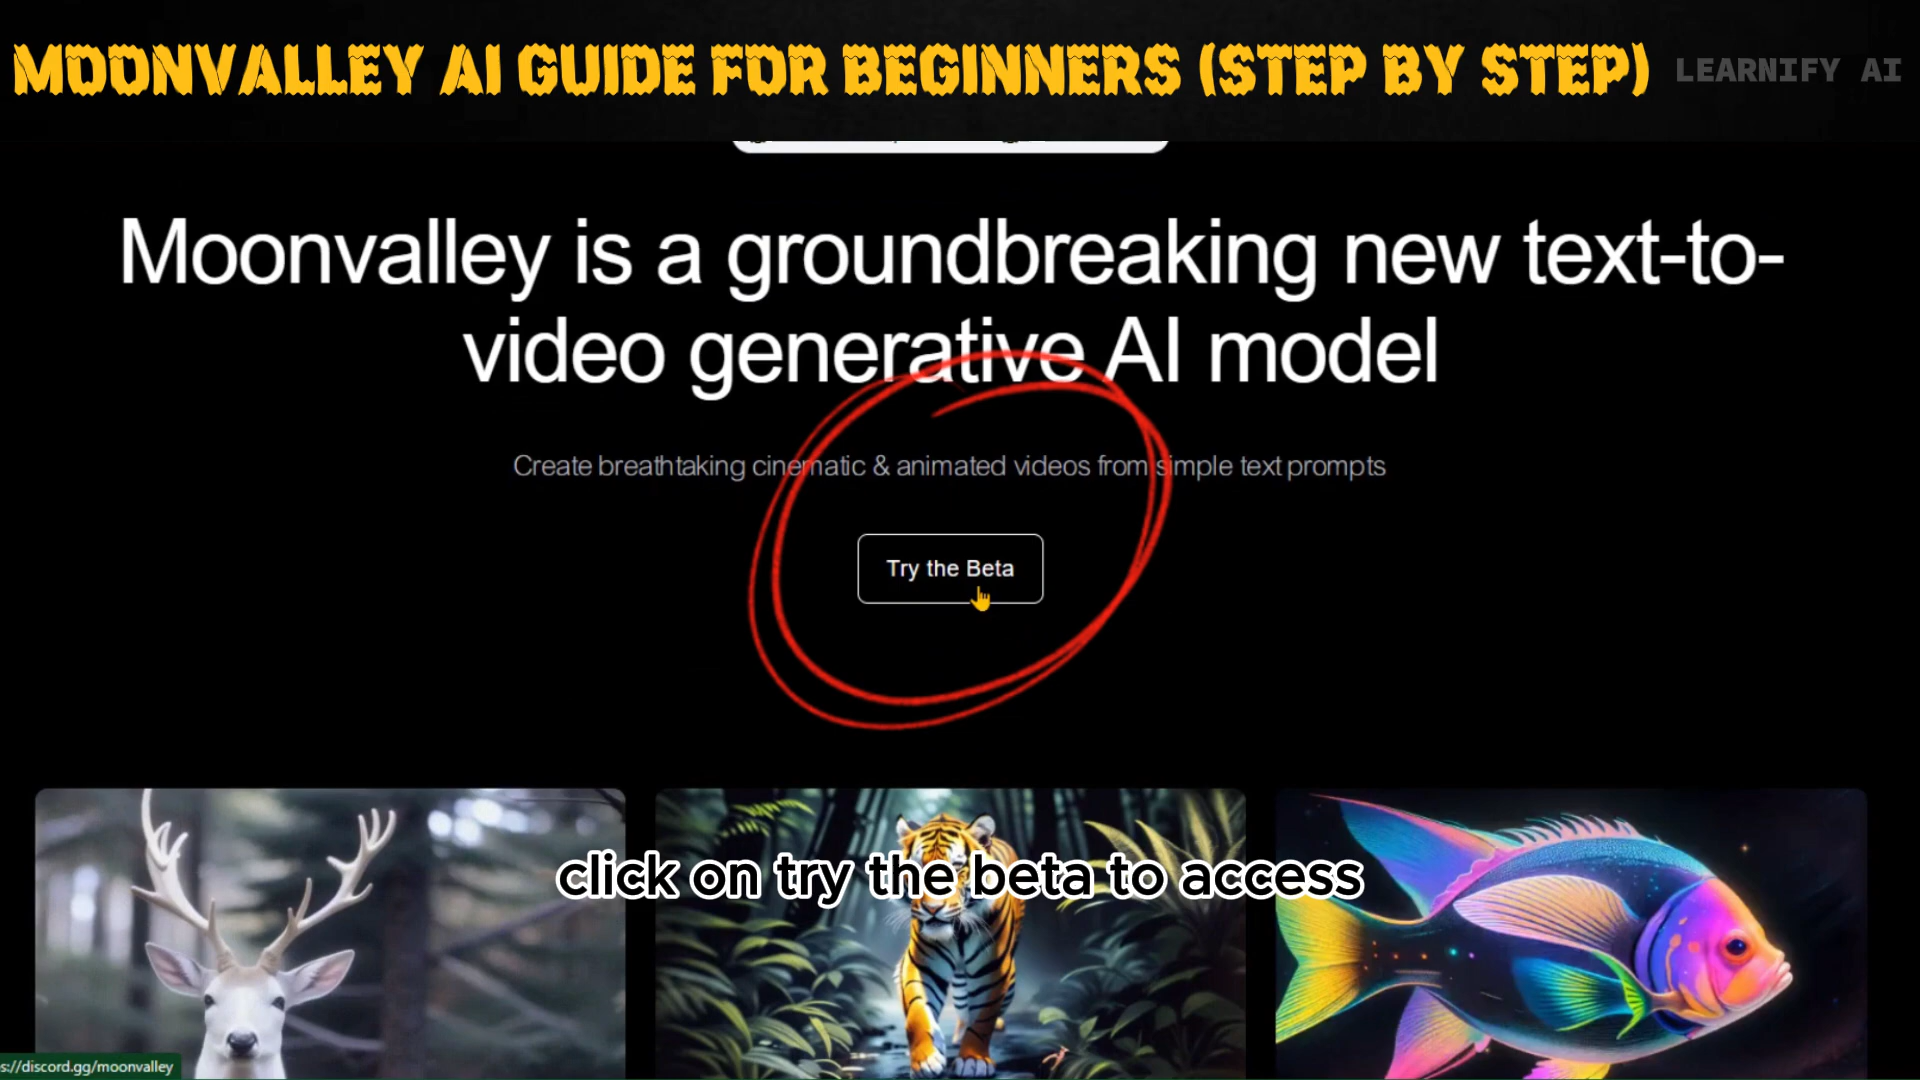 MOONVALLEY AI GUIDE FOR BEGINNERS (STEP BY STEP)
LEARNIFY AI
Moonvalley is a groundbreaking new text-to-
video generative AI model
Create breathtaking cinematic & animated videos from simple text prompts
Try the Beta
click on try the beta to access
s://discord.gg/moonvalley